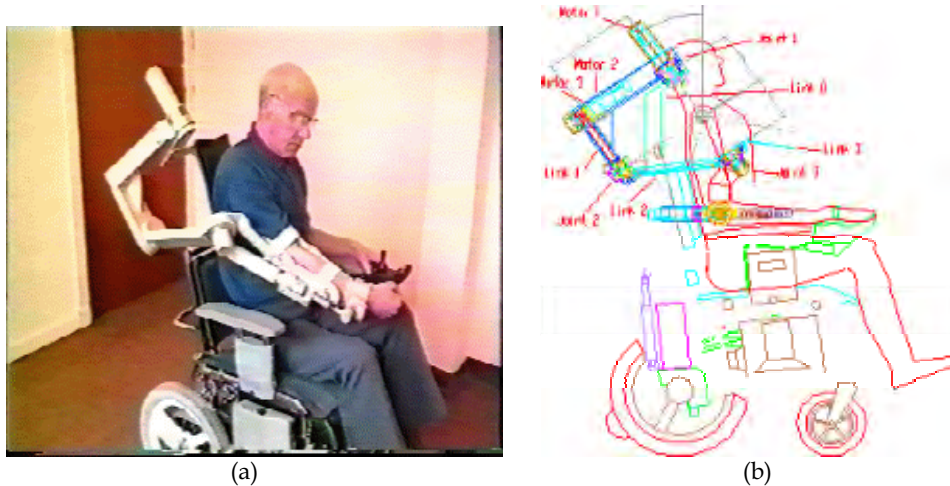 Motor 1
Joint 1
Motor 2
Motor 3
Link 0
Link 3
Link 1
Joint 3
Joint 2
Link 2
(a)
(b)